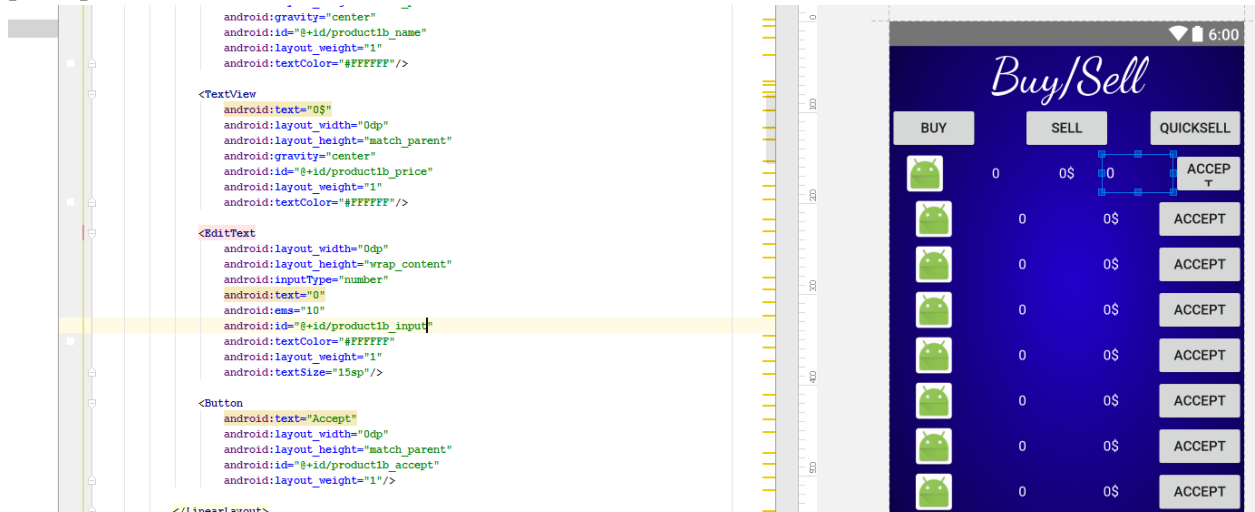 android:gravity="center"
android:id="@+id/product1b_name"
android:layout_weight="1"
android:textColor="#FFFFFF"/>
<TextView
android:text="0$"
android:layout_width="0dp"
android:layout_height="match_parent"
android:gravity="center"
android:id="@+id/product1b_price"
android:layout_weight="1"
android:textColor="#FFFFFF"/>
<EditText
android:layout_width="0dp"
android:layout_height="wrap_content"
android:inputType="number"
android:text="0"
android:ems="10"
android:id="@+id/product1b_input"
android:textColor="#FFFFFF"
android:layout_weight="1"
android:textSize="15sp"/>
<Button
android:text="Accept"
android:layout_width="0dp"
android:layout_height="match_parent"
android:id="@+id/product1b_accept"
android:layout_weight="1"/>
</LinearLayout>
0
100
200
300
400
500
6:00
Buy/Sell
BUY SELL QUICKSELL
0 0$ 0 ACCEP
T
0 0$ ACCEPT
0 0$ ACCEPT
0 0$ ACCEPT
0 0$ ACCEPT
0 0$ ACCEPT
0 0$ ACCEPT
0 0$ ACCEPT